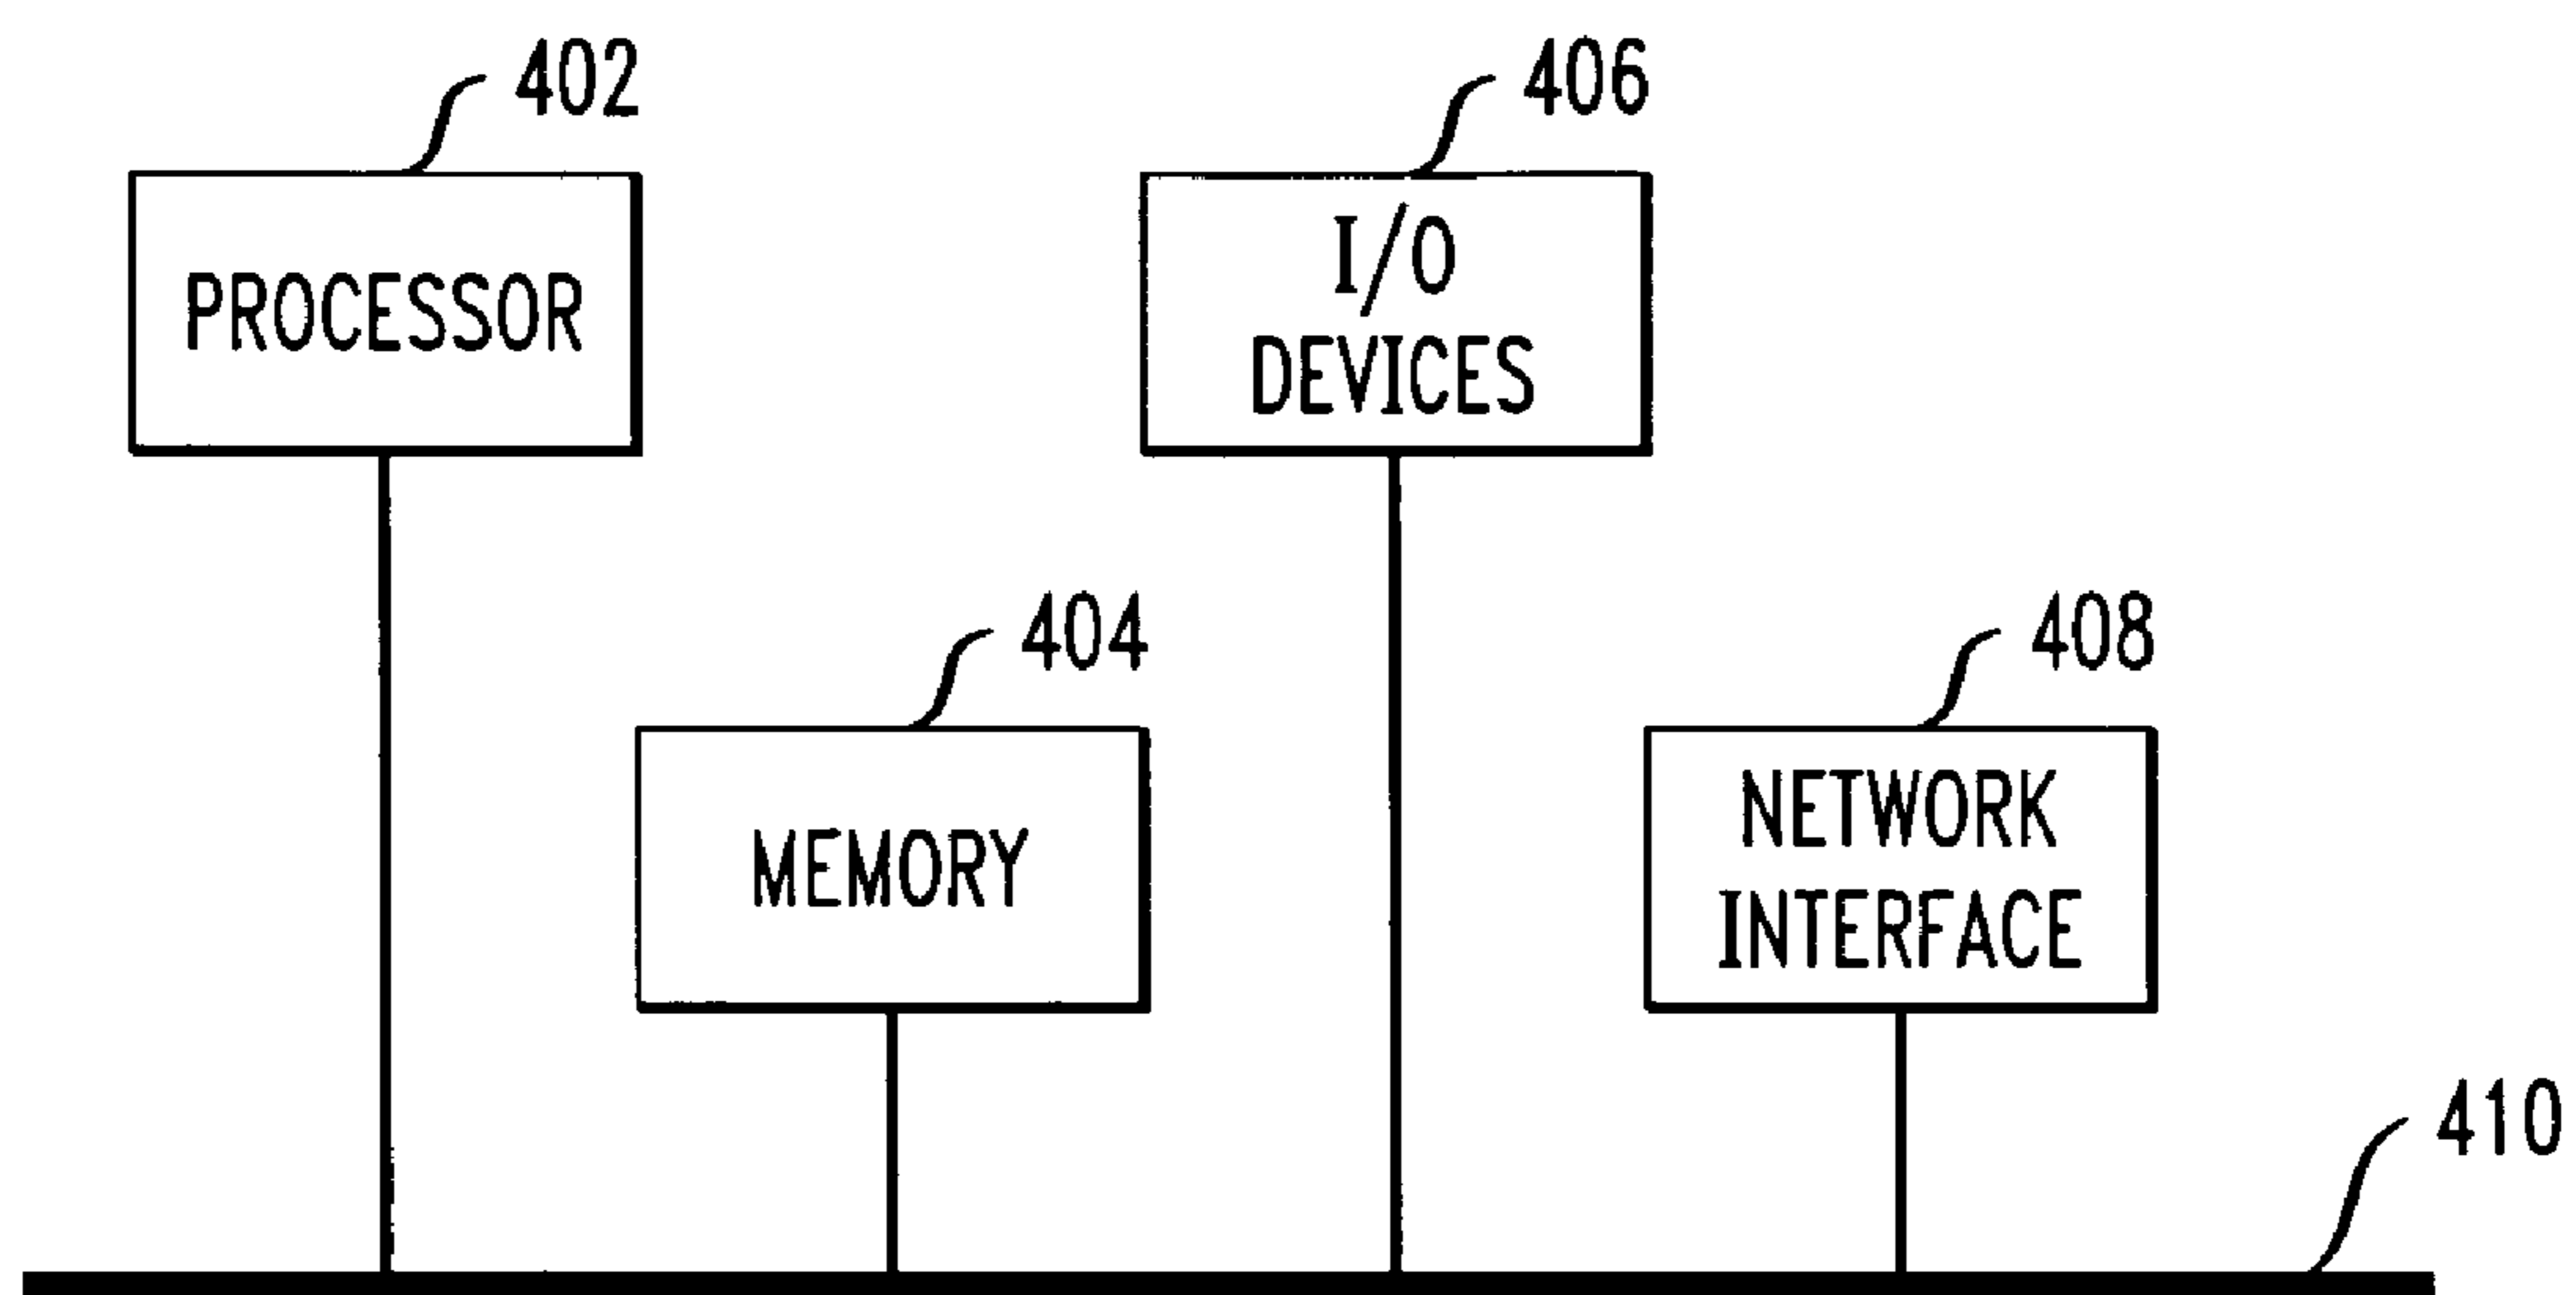 402
406
PROCESSOR
I/O
DEVICES
404
408
MEMORY
NETWORK
INTERFACE
410